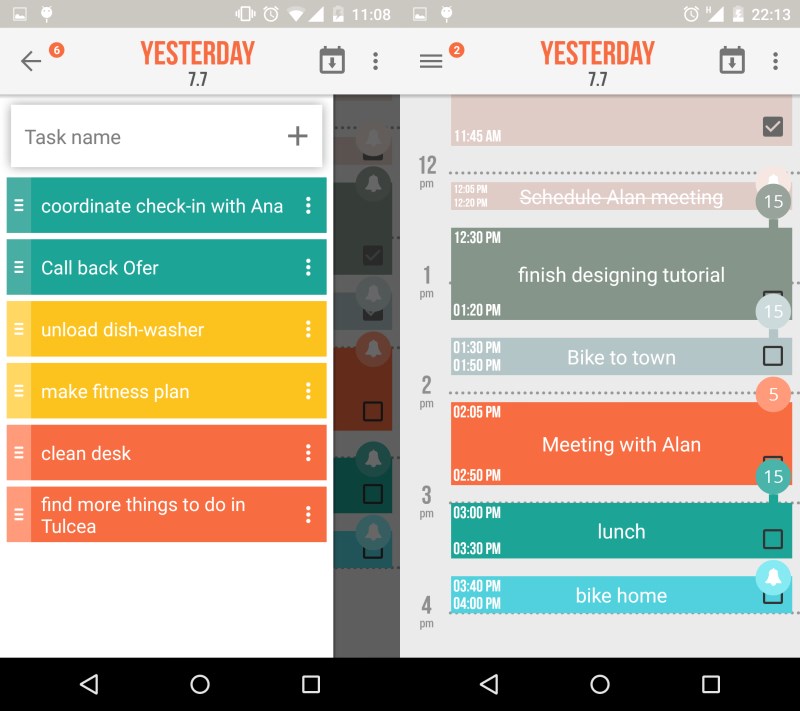 11:08
6
YESTERDAY
7.7
Task name
coordinate check-in with Ana
Call back Ofer
unload dish-washer
make fitness plan
clean desk
find more things to do in
Tulcea
H
22:13
2
YESTERDAY
7.7
11:45 AM
12
pm
12:05 PM
12:20 PM
Schedule Alan meeting
15
12:30 PM
finish designing tutorial
1
pm
01:20 PM
15
01:30 PM
01:50 PM
Bike to town
2
pm
5
02:05 PM
Meeting with Alan
02:50 PM
15
3
pm
03:00 PM
lunch
03:30 PM
03:40 PM
04:00 PM
bike home
4
pm